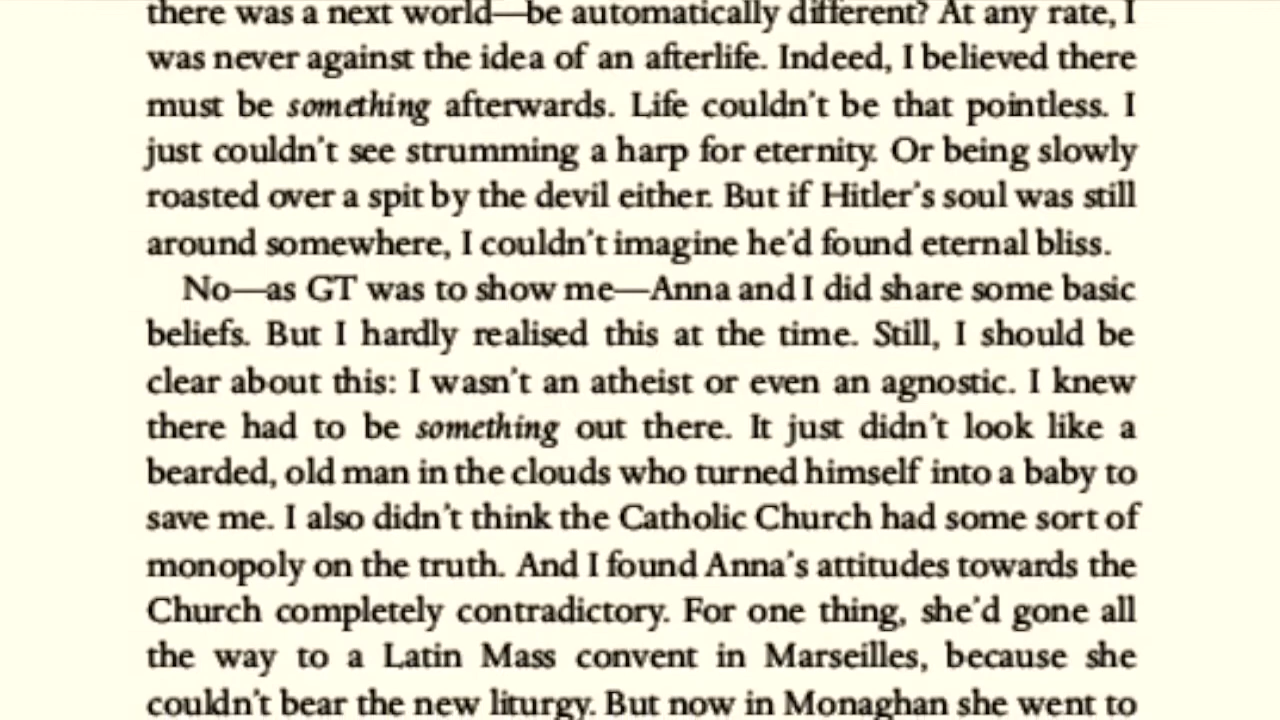 there was a next world—be automatically different? At any rate, I
was never against the idea of an afterlife. Indeed, I believed there
must be something afterwards. Life couldn't be that pointless. I
just couldn't see strumming a harp for eternity. Or being slowly
roasted over a spit by the devil either. But if Hitler's soul was still
around somewhere, I couldn't imagine he'd found eternal bliss.
No—as GT was to show me—Anna and I did share some basic
beliefs. But I hardly realised this at the time. Still, I should be
clear about this: I wasn't an atheist or even an agnostic. I knew
there had to be something out there. It just didn't look like a
bearded, old man in the clouds who turned himself into a baby to
save me. I also didn't think the Catholic Church had some sort of
monopoly on the truth. And I found Anna's attitudes towards the
Church completely contradictory. For one thing, she'd gone all
the way to a Latin Mass convent in Marseilles, because she
couldn't bear the new liturgy. But now in Monaghan she went to